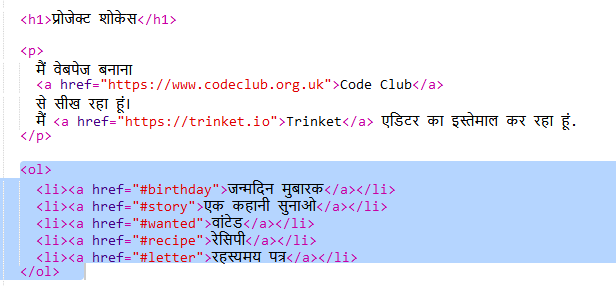 <h1>प्रोजेक्ट शोकेस</h1>
<p>
मैं वेबपेज बनाना
<a href="https://www.codeclub.org.uk">Code Club</a>
से सीख रहा हूं।
मैं <a href="https://trinket.io">Trinket</a> एडिटर का इस्तेमाल कर रहा हूं.
</p>
<ol>
<li><a href="#birthday">जन्मदिन मुबारक</a></li>
<li><a href="#story">एक कहानी सुनाओ</a></li>
<li><a href="#wanted">वांटेड</a></li>
<li><a href="#recipe">रेसिपी</a></li>
<li><a href="#letter">रहस्यमय पत्र</a></li>
</ol>